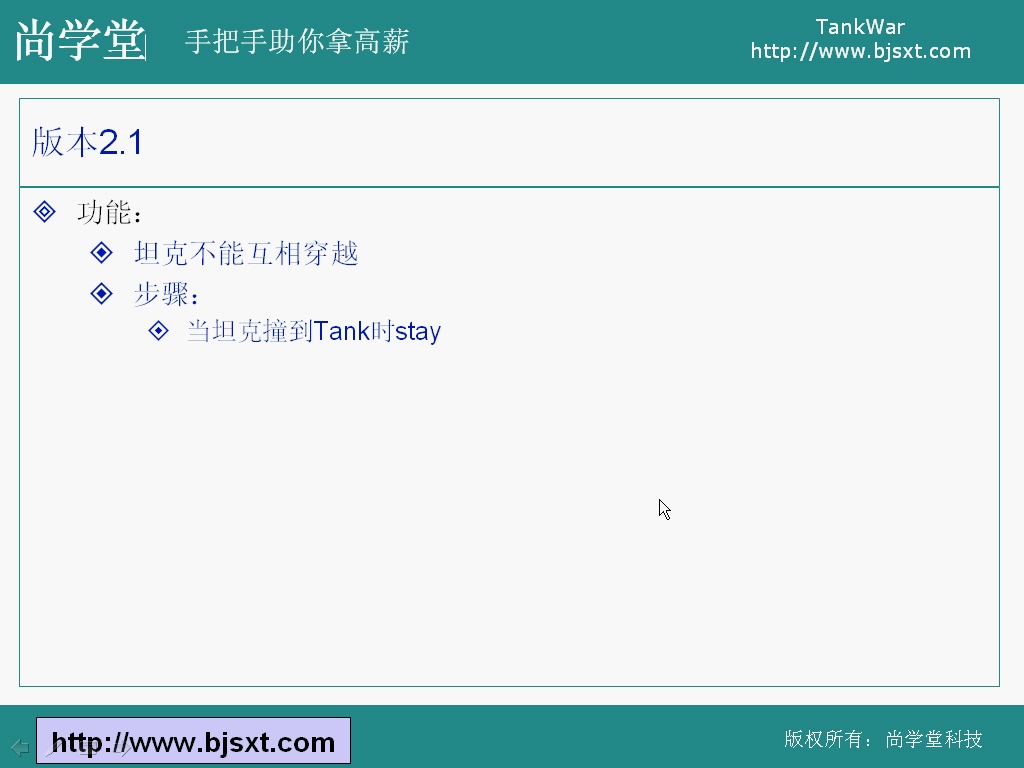 尚学堂
手把手助你拿高薪
TankWar
http://www.bjsxt.com
版本2.1
功能：
坦克不能互相穿越
步骤：
当坦克撞到Tank时stay
http://www.bjsxt.com
版权所有：尚学堂科技